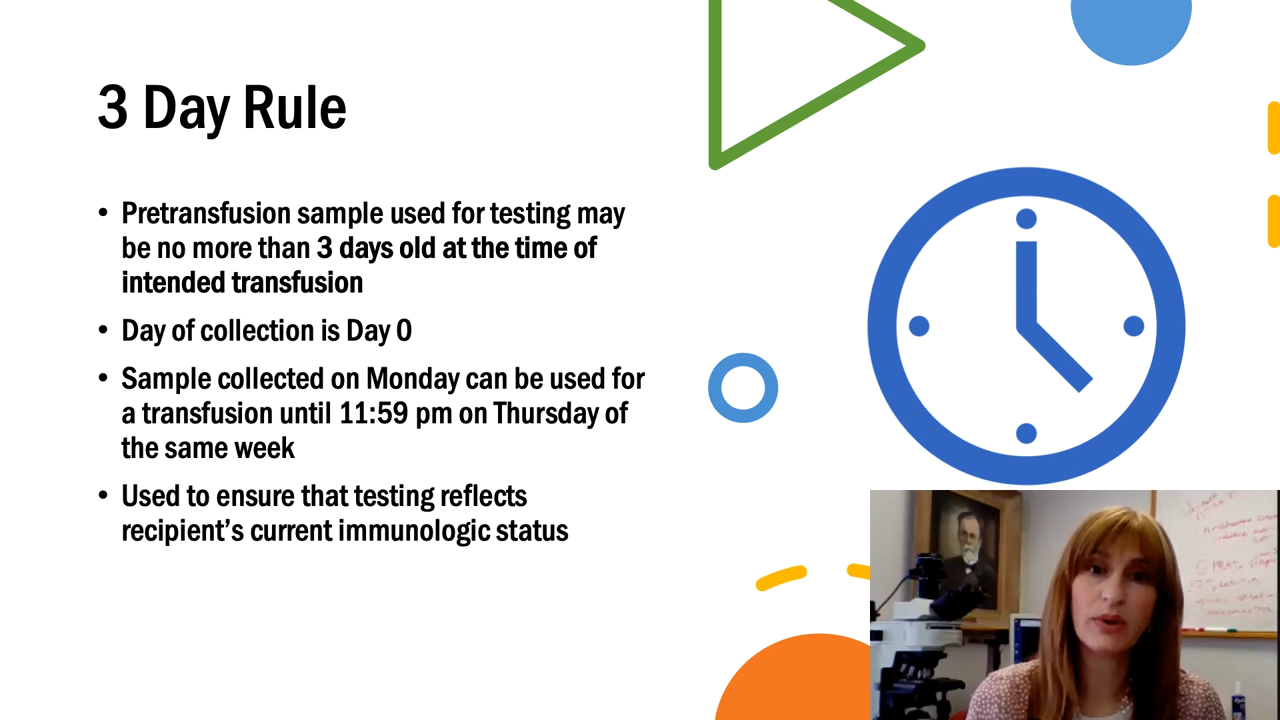 3 Day Rule
• Pretransfusion sample used for testing may
be no more than 3 days old at the time of
intended transfusion
• Day of collection is Day 0
• Sample collected on Monday can be used for
a transfusion until 11:59 pm on Thursday of
the same week
• Used to ensure that testing reflects
recipient’s current immunologic status